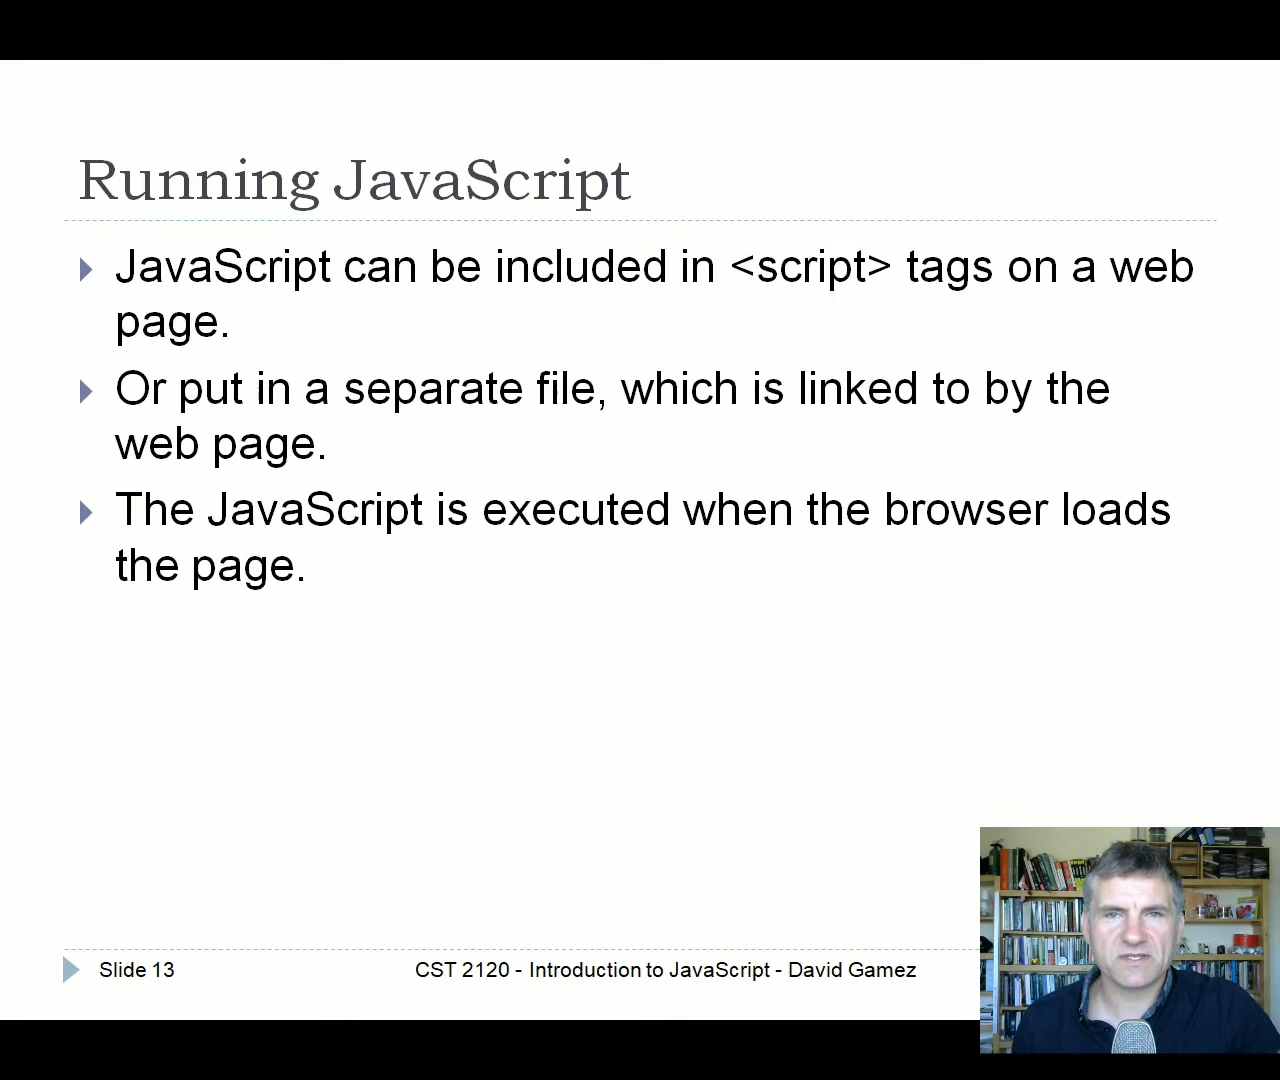 Running JavaScript
JavaScript can be included in <script> tags on a web
page.
Or put in a separate file, which is linked to by the
web page.
The JavaScript is executed when the browser loads
the page.
Slide 13
CST 2120 - Introduction to JavaScript - David Gamez